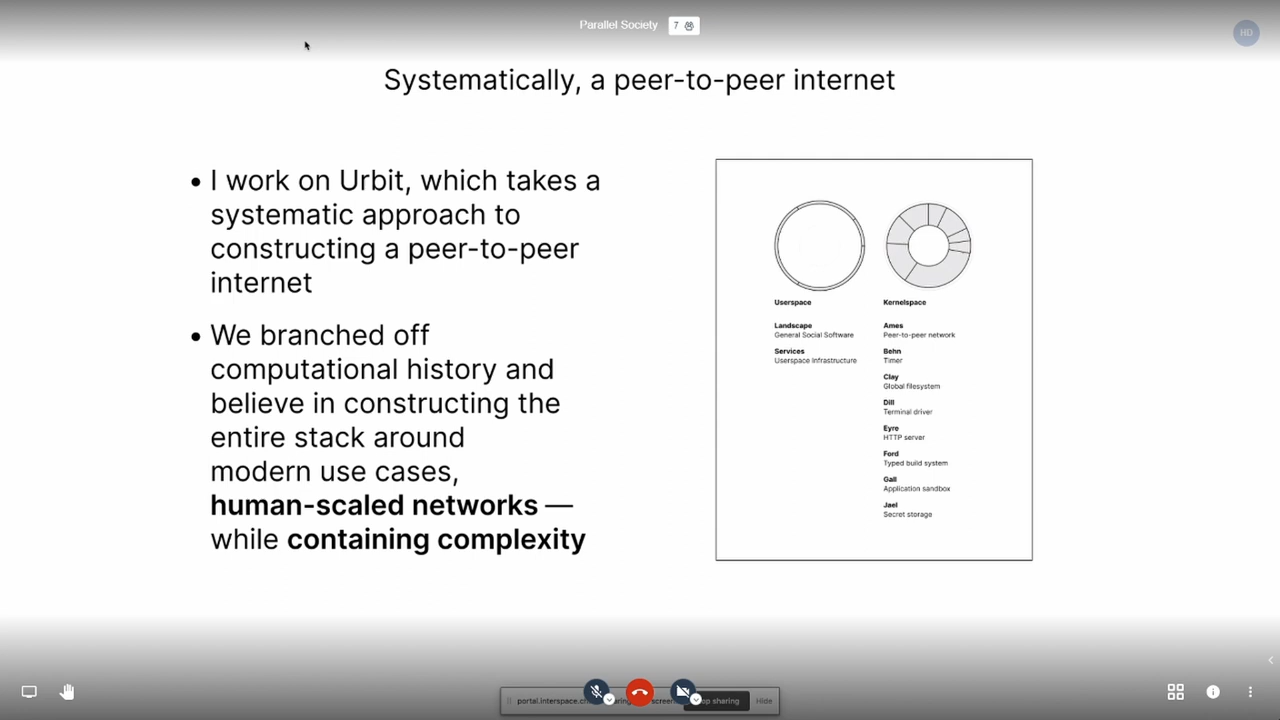 Parallel Society 7
HD
Systematically, a peer-to-peer internet
• I work on Urbit, which takes a
systematic approach to
constructing a peer-to-peer
internet
• We branched off
computational history and
believe in constructing the
entire stack around
modern use cases,
human-scaled networks —
while containing complexity
Userspace
Landscape
General Social Software
Services
Userspace Infrastructure
Kernelspace
Ames
Peer-to-peer network
Behn
Timer
Clay
Global filesystem
Dill
Terminal driver
Eyre
HTTP server
Ford
Typed build system
Gall
Application sandbox
Jael
Secret storage
sharing Hide